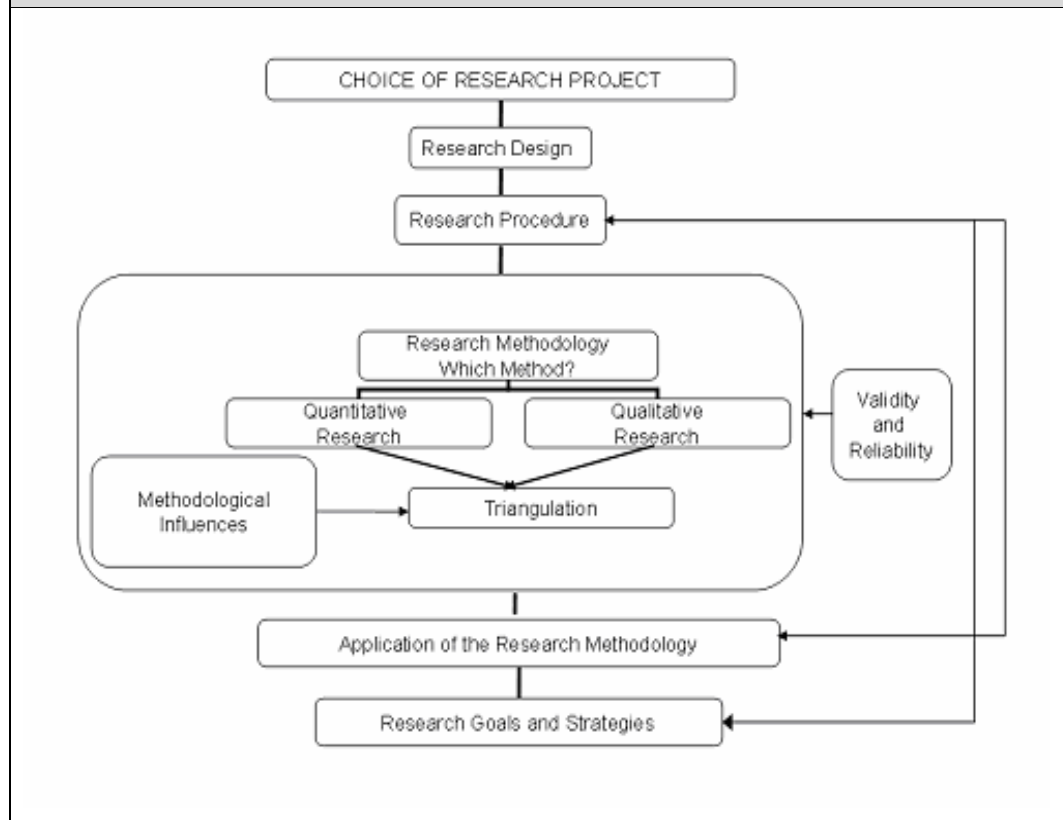 CHOICE OF RESEARCH PROJECT
Research Design
Research Procedure
Research Methodology
Which Method?
Quantitative
Research
Qualitative
Research
Validity
and
Reliability
Methodological
Influences
Triangulation
Application of the Research Methodology
Research Goals and Strategies